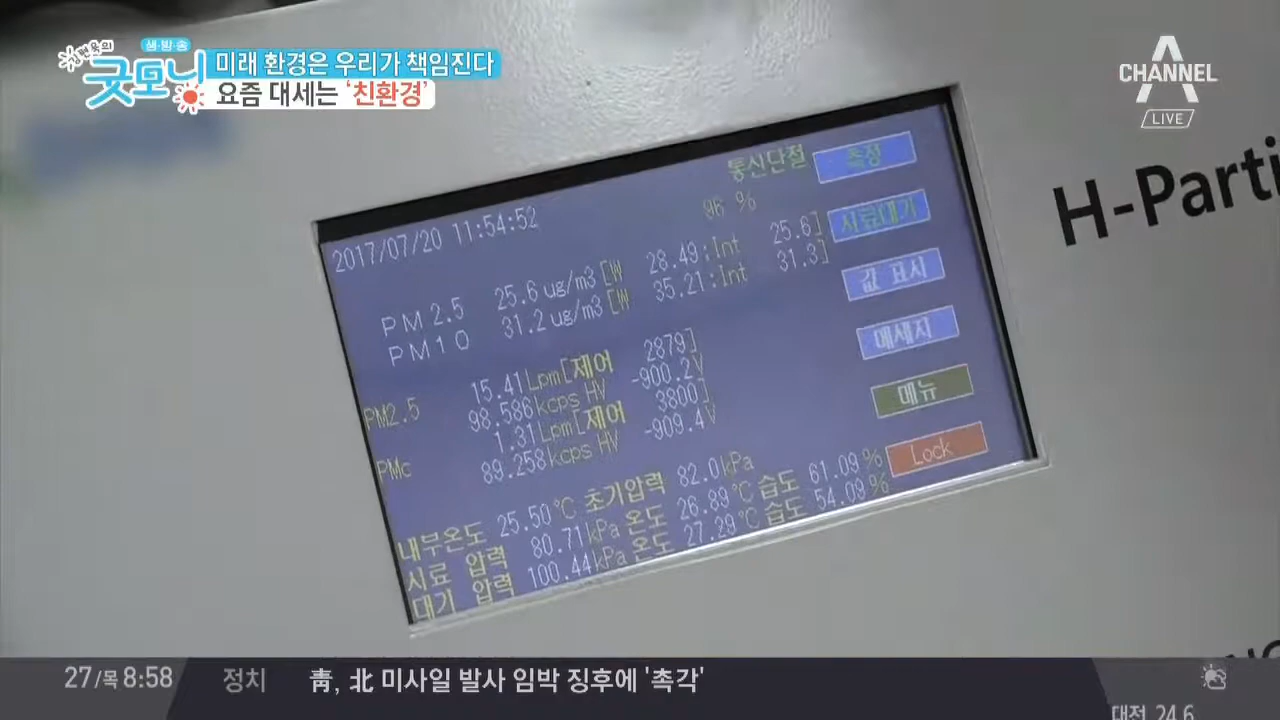 생·방·송
굿모닝
미래 환경은 우리가 책임진다
요즘 대세는 '친환경'
CHANNEL A
LIVE
H-Parti
2017/07/20 11:54:52
통신단절
측정
96 %
시료대기
PM2.5 25.6 ug/m3 [W 28.49:Int 25.6]
PM10 31.2 ug/m3 [W 35.21:Int 31.3]
값 표시
메세지
메뉴
Lock
PM2.5 15.41 Lpm[제어 2879]
98.586 kcps HV -900.2V
PMc 1.31 Lpm[제어 3800]
89.258 kcps HV -909.4V
내부온도 25.50 ℃ 초기압력 82.0 kPa
시료 압력 80.71 kPa 온도 26.89 ℃ 습도 61.09 %
대기 압력 100.44 kPa 온도 27.29 ℃ 습도 54.09 %
27/목 8:58
정치
靑, 北 미사일 발사 임박 징후에 '촉각'
대전 24.6